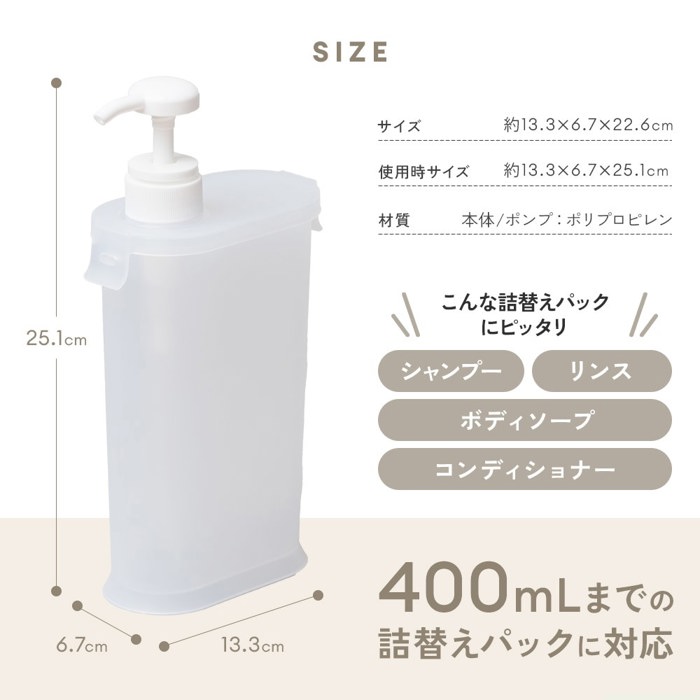 SIZE
サイズ 約13.3×6.7×22.6cm
使用時サイズ 約13.3×6.7×25.1cm
材質 本体/ポンプ：ポリプロピレン
こんな詰替えパック
にピッタリ
シャンプー リンス
ボディソープ
コンディショナー
25.1cm
6.7cm 13.3cm
400mLまでの
詰替えパックに対応